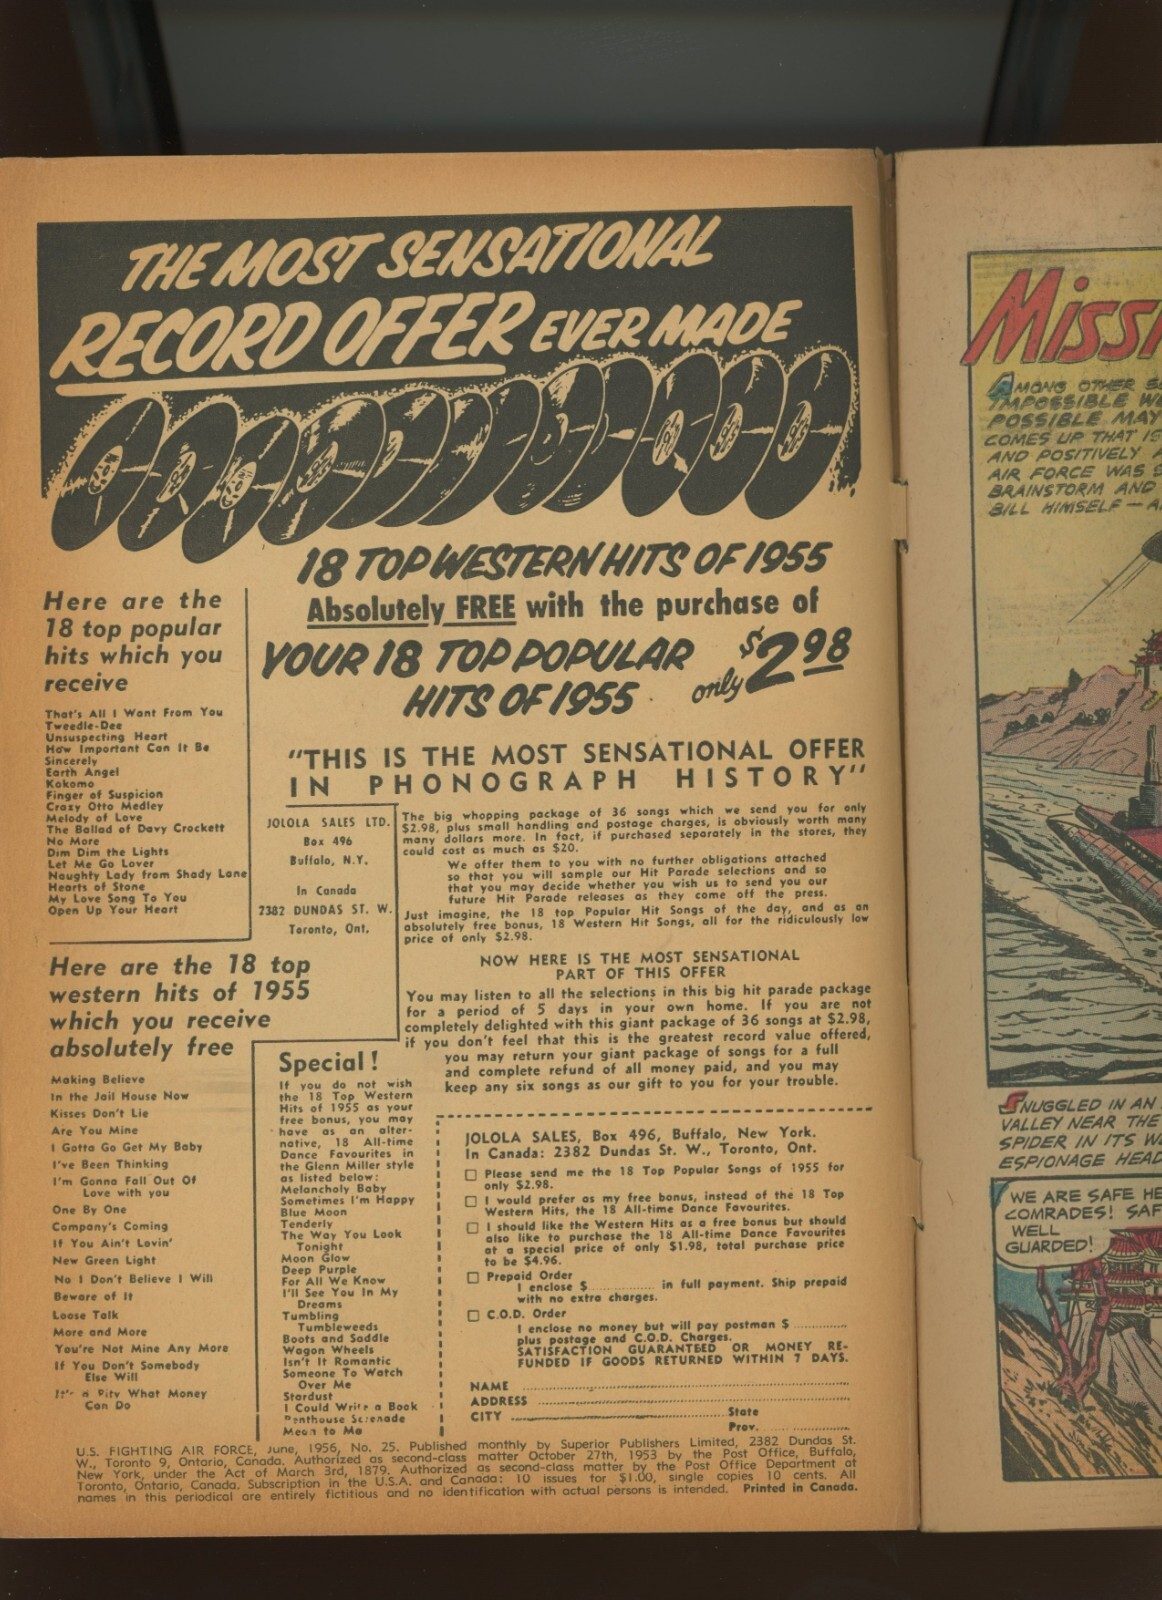 THE MOST SENSATIONAL
RECORD OFFER EVER MADE
18 TOP WESTERN HITS OF 1955
Absolutely FREE with the purchase of
YOUR 18 TOP POPULAR
HITS OF 1955
only $2.98
Here are the
18 top popular
hits which you
receive
That's All I Want From You
Tweedle-Dee
Unsuspecting Heart
How Important Can It Be
Sincerely
Earth Angel
Kokomo
Finger of Suspicion
Crazy Otto Medley
Melody of Love
The Ballad of Davy Crockett
No More
Dim Dim the Lights
Let Me Go Lover
Naughty Lady from Shady Lane
Hearts of Stone
My Love Song To You
Open Up Your Heart
"THIS IS THE MOST SENSATIONAL OFFER
IN PHONOGRAPH HISTORY"
JOLOLA SALES LTD.
Box 496
Buffalo, N.Y.
In Canada
2382 DUNDAS ST. W.
Toronto, Ont.
The big whopping package of 36 songs which we send you for only
$2.98, plus small handling and postage charges, is obviously worth many
many dollars more. In fact, if purchased separately in the stores, they
could cost as much as $20.
We offer them to you with no further obligations attached
so that you will sample our Hit Parade selections and so
that you may decide whether you wish us to send you our
future Hit Parade releases as they come off the press.
Just imagine, the 18 top Popular Hit Songs of the day, and as an
absolutely free bonus, 18 Western Hit Songs, all for the ridiculously low
price of only $2.98.
NOW HERE IS THE MOST SENSATIONAL
PART OF THIS OFFER
You may listen to all the selections in this big hit parade package
for a period of 5 days in your own home. If you are not
completely delighted with this giant package of 36 songs at $2.98,
if you don't feel that this is the greatest record value offered,
you may return your giant package of songs for a full
and complete refund of all money paid, and you may
keep any six songs as our gift to you for your trouble.
Here are the 18 top
western hits of 1955
which you receive
absolutely free
Making Believe
In the Jail House Now
Kisses Don't Lie
Are You Mine
I Gotta Go Get My Baby
I've Been Thinking
I'm Gonna Fall Out Of
Love with you
One By One
Company's Coming
If You Ain't Lovin'
New Green Light
No I Don't Believe I Will
Beware of It
Loose Talk
More and More
You're Not Mine Any More
If You Don't Somebody
Else Will
It's a Pity What Money
Can Do
Special!
If you do not wish
the 18 Top Western
Hits of 1955 as your
free bonus, you may
have as an alter-
native, 18 All-time
Dance Favourites in
the Glenn Miller style
as listed below:
Melancholy Baby
Sometimes I'm Happy
Blue Moon
Tenderly
The Way You Look
Tonight
Moon Glow
Deep Purple
For All We Know
I'll See You In My
Dreams
Tumbling
Tumbleweeds
Boots and Saddle
Wagon Wheels
Isn't It Romantic
Someone To Watch
Over Me
Stardust
I Could Write a Book
Penthouse Serenade
Mean to Me
JOLOLA SALES, Box 496, Buffalo, New York.
In Canada: 2382 Dundas St. W., Toronto, Ont.
Please send me the 18 Top Popular Songs of 1955 for
only $2.98.
I would prefer as my free bonus, instead of the 18 Top
Western Hits, the 18 All-time Dance Favourites.
I should like the Western Hits as a free bonus but should
also like to purchase the 18 All-time Dance Favourites
at a special price of only $1.98, total purchase price
to be $4.96.
Prepaid Order
I enclose $.............. in full payment. Ship prepaid
with no extra charges.
C.O.D. Order
I enclose no money but will pay postman $ ............
plus postage and C.O.D. Charges.
SATISFACTION GUARANTEED OR MONEY RE-
FUNDED IF GOODS RETURNED WITHIN 7 DAYS.
NAME
ADDRESS
CITY State
Prov.
U.S. FIGHTING AIR FORCE, June, 1956, No. 25. Published monthly by Superior Publishers Limited, 2382 Dundas St.
W., Toronto 9, Ontario, Canada. Authorized as second-class matter October 27th, 1953 by the Post Office, Buffalo,
New York, under the Act of March 3rd, 1879. Authorized as second-class matter by the Post Office Department at
Toronto, Ontario, Canada. Subscription in the U.S.A. and Canada: 10 issues for $1.00, single copies 10 cents. All
names in this periodical are entirely fictitious and no identification with actual persons is intended. Printed in Canada.
AMONG OTHER
IMPOSSIBLE
POSSIBLE MAY
COMES UP THAT IS
AND POSITIVELY
AIR FORCE WAS
BRAINSTORM AND
BILL HIMSELF —
SNUGGLED IN AN
VALLEY NEAR THE
SPIDER IN ITS
ESPIONAGE
WE ARE SAFE
COMRADES!
WELL
GUARDED!